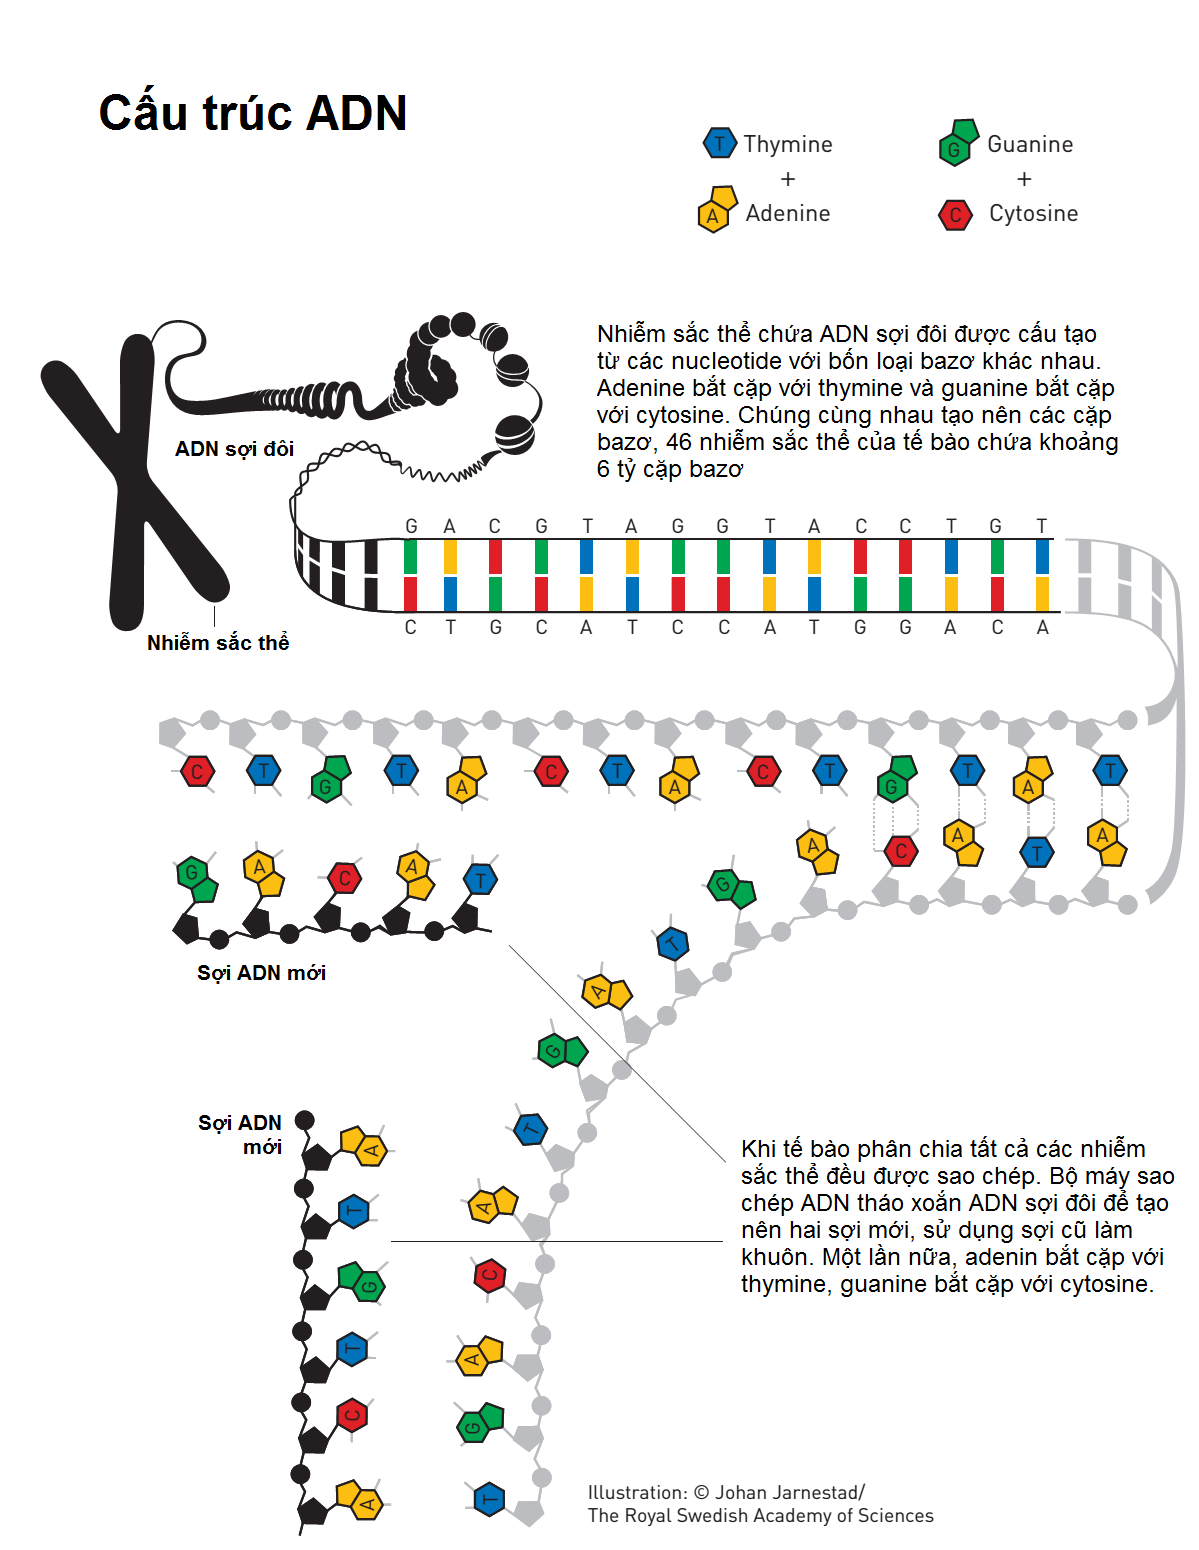 Cấu trúc ADN
T Thymine
+
A Adenine
G Guanine
+
C Cytosine
Nhiễm sắc thể chứa ADN sợi đôi được cấu tạo
từ các nucleotide với bốn loại bazơ khác nhau.
Adenine bắt cặp với thymine và guanine bắt cặp
với cytosine. Chúng cùng nhau tạo nên các cặp
bazơ, 46 nhiễm sắc thể của tế bào chứa khoảng
6 tỷ cặp bazơ
ADN sợi đôi
Nhiễm sắc thể
G A C G T A G G T A C C T G T
C T G C A T C C A T G G A C A
C T G T A C T A C T G T A T
G A C A T
A C A T A
G
T
A
G
T
A
C
A
G
T
Sợi ADN mới
Sợi ADN
mới
A
T
G
T
C
A
Khi tế bào phân chia tất cả các nhiễm
sắc thể đều được sao chép. Bộ máy sao
chép ADN tháo xoắn ADN sợi đôi để tạo
nên hai sợi mới, sử dụng sợi cũ làm
khuôn. Một lần nữa, adenin bắt cặp với
thymine, guanine bắt cặp với cytosine.
Illustration: © Johan Jarnestad/
The Royal Swedish Academy of Sciences